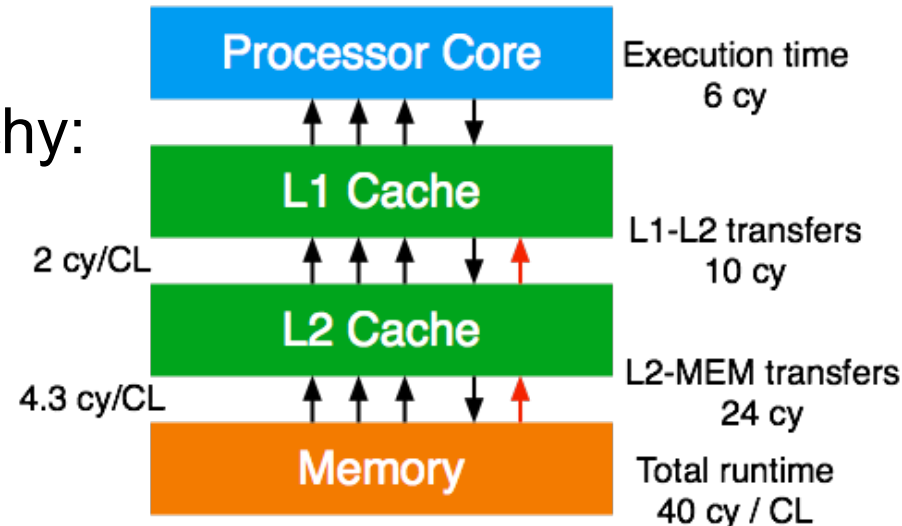 Processor Core
Execution time
6 cy
hy:
L1 Cache
L1-L2 transfers
10 cy
2 cy/CL
L2 Cache
L2-MEM transfers
24 cy
4.3 cy/CL
Memory
Total runtime
40 cy / CL